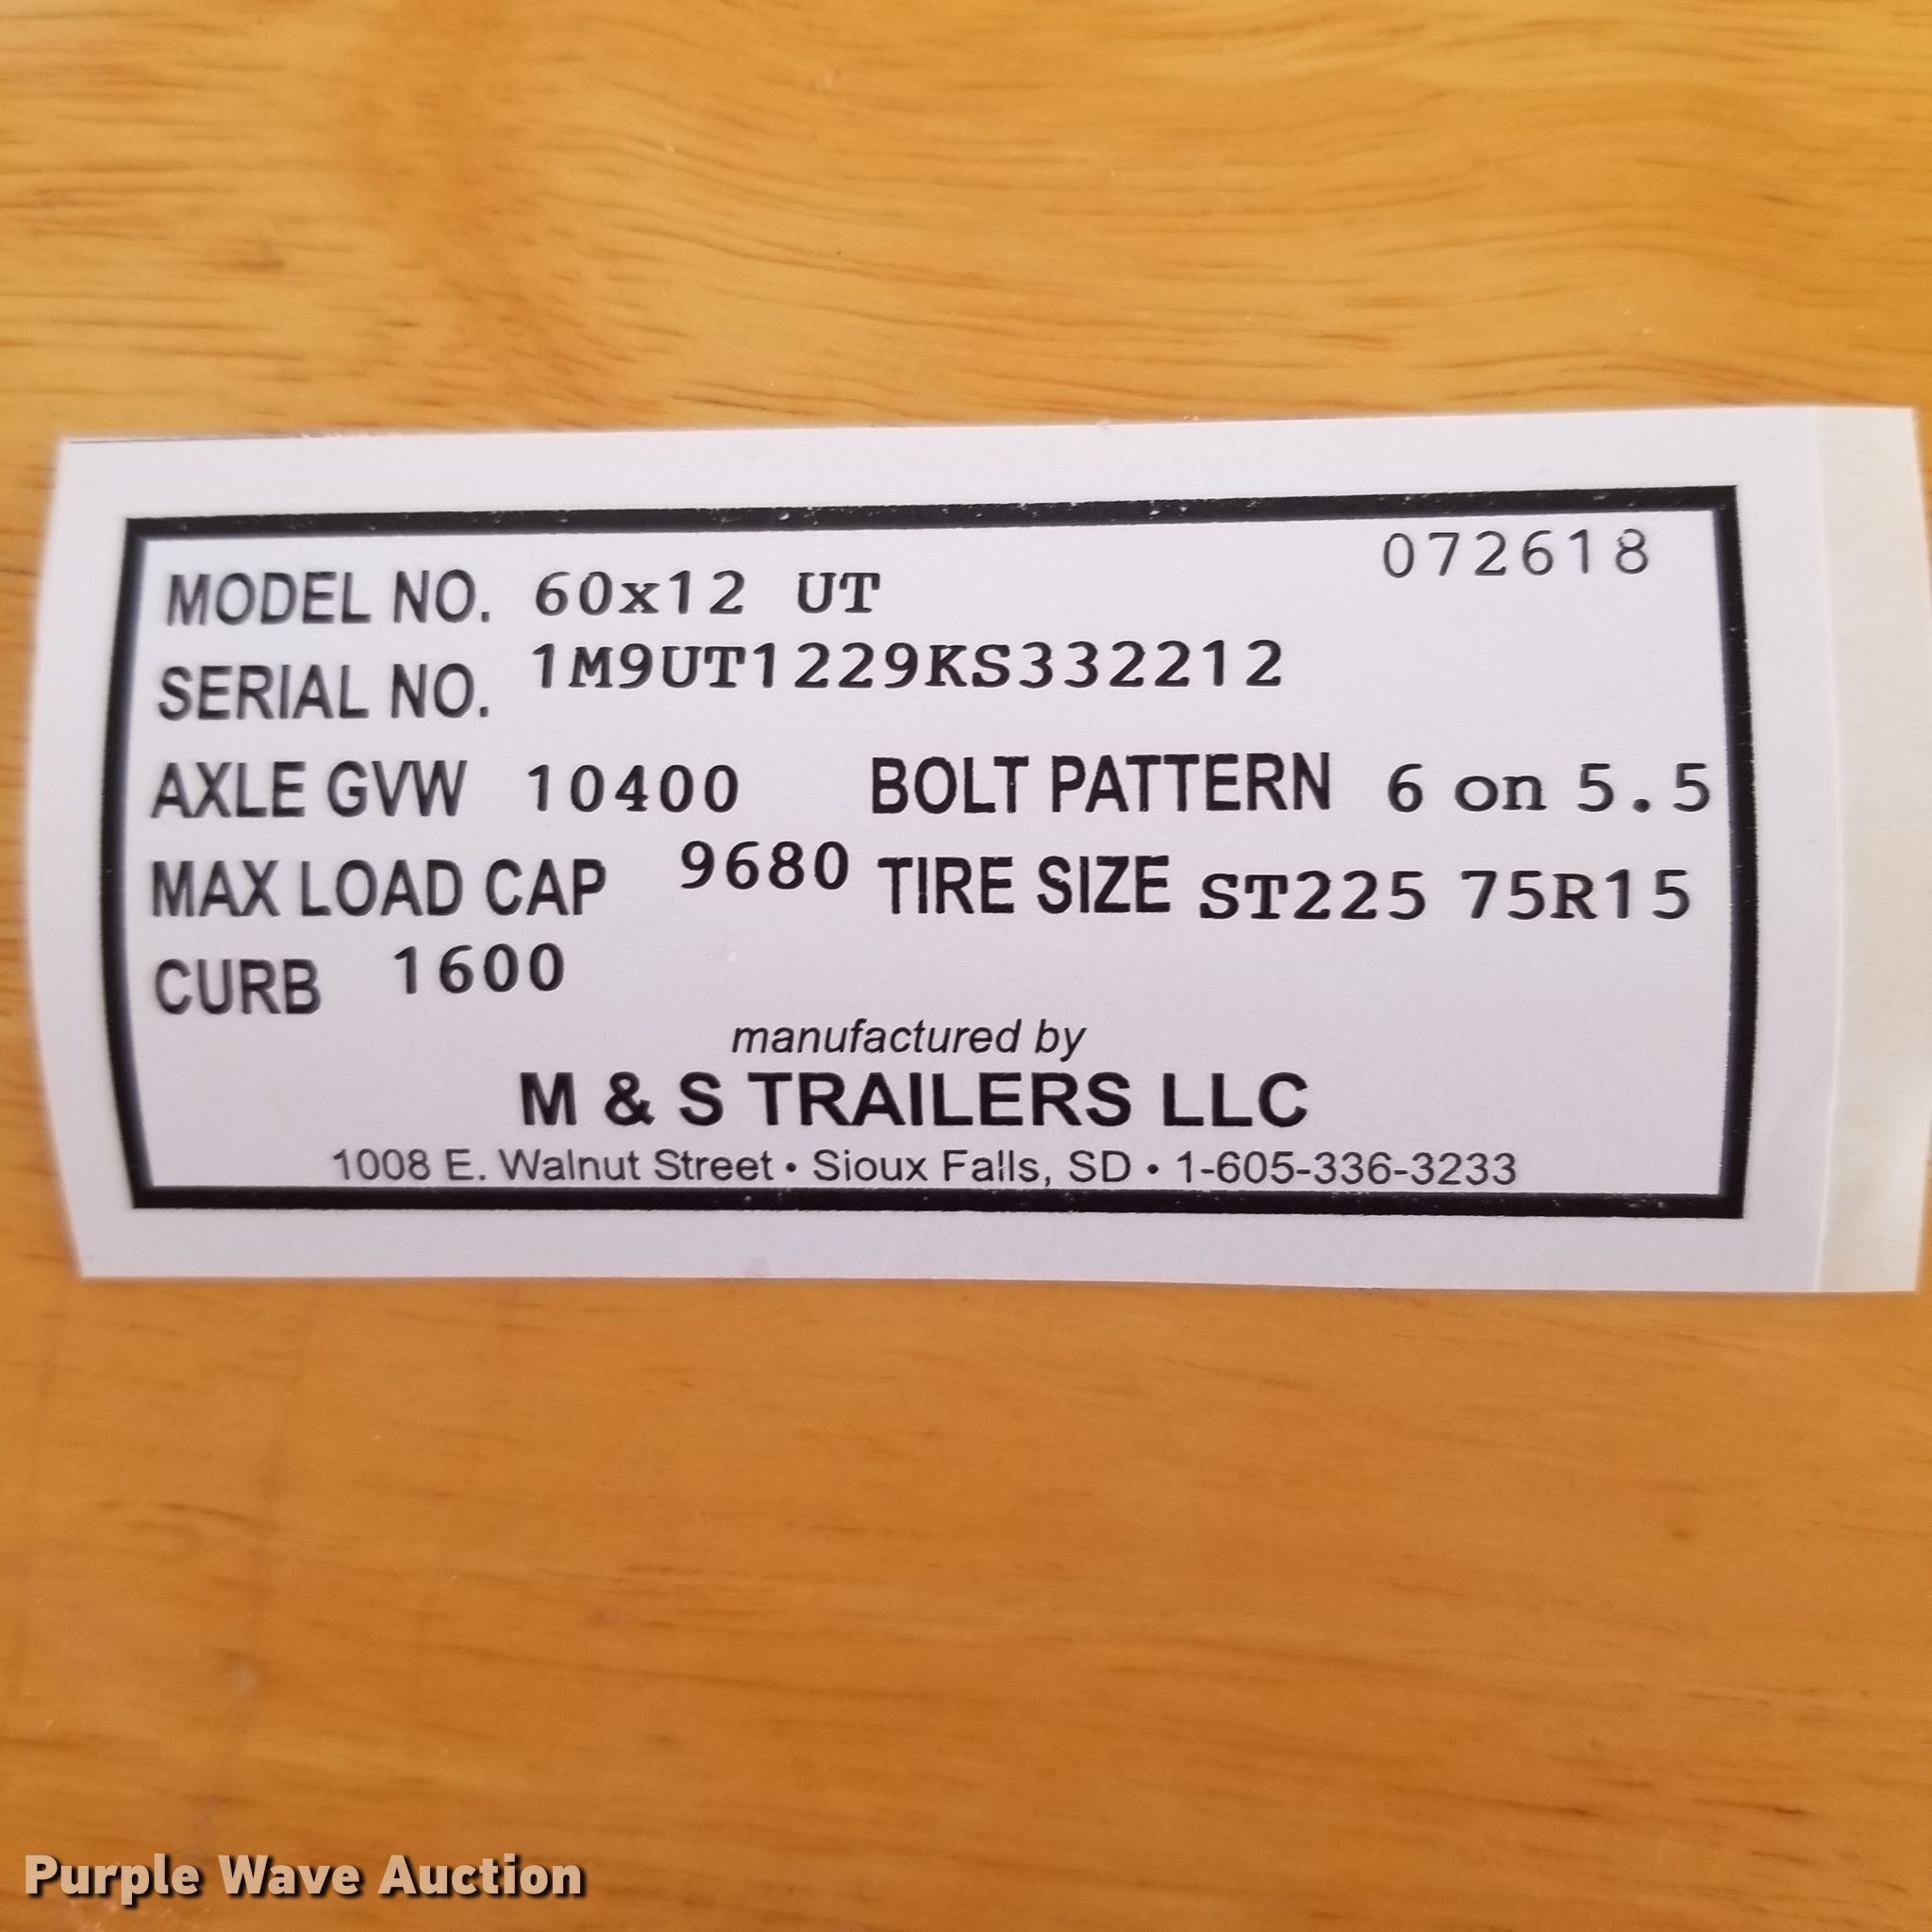 072618
MODEL NO. 60x12 UT
SERIAL NO. 1M9UT1229KS332212
AXLE GVW 10400 BOLT PATTERN 6 on 5.5
MAX LOAD CAP 9680 TIRE SIZE ST225 75R15
CURB 1600
manufactured by
M & S TRAILERS LLC
1008 E. Walnut Street • Sioux Falls, SD • 1-605-336-3233
Purple Wave Auction